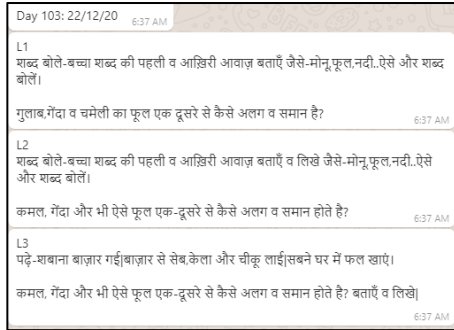 Day 103: 22/12/20
6:37 AM
L1
शब्द बोले-बच्चा शब्द की पहली व आख़िरी आवाज़ बताएँ जैसे-मोनू,फूल,नदी..ऐसे और शब्द
बोलें।
गुलाब,गेंदा व चमेली का फूल एक दूसरे से कैसे अलग व समान है?
6:37 AM
L2
शब्द बोले-बच्चा शब्द की पहली व आख़िरी आवाज़ बताएँ व लिखे जैसे-मोनू,फूल,नदी..ऐसे
और शब्द बोलें।
कमल, गेंदा और भी ऐसे फूल एक-दूसरे से कैसे अलग व समान होते है?
6:37 AM
L3
पढ़े-शबाना बाज़ार गई|बाज़ार से सेब,केला और चीकू लाई|सबने घर में फल खाएं।
कमल, गेंदा और भी ऐसे फूल एक-दूसरे से कैसे अलग व समान होते है? बताएँ व लिखे|
6:37 AM